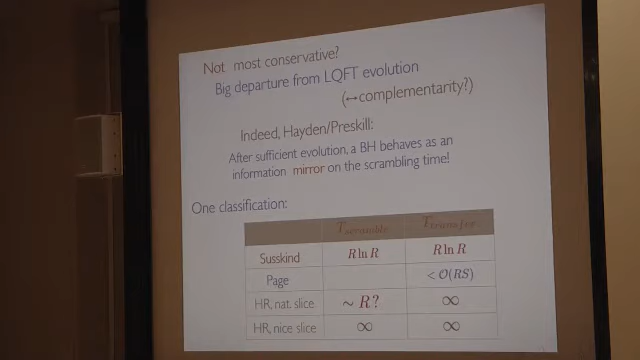 Not most conservative?
Big departure from LQFT evolution
(↔complementarity?)
Indeed, Hayden/Preskill:
After sufficient evolution, a BH behaves as an
information mirror on the scrambling time!
One classification:
T_scramble T_transfer
Susskind R ln R R ln R
Page < O(RS)
HR, nat. slice ~ R? ∞
HR, nice slice ∞ ∞